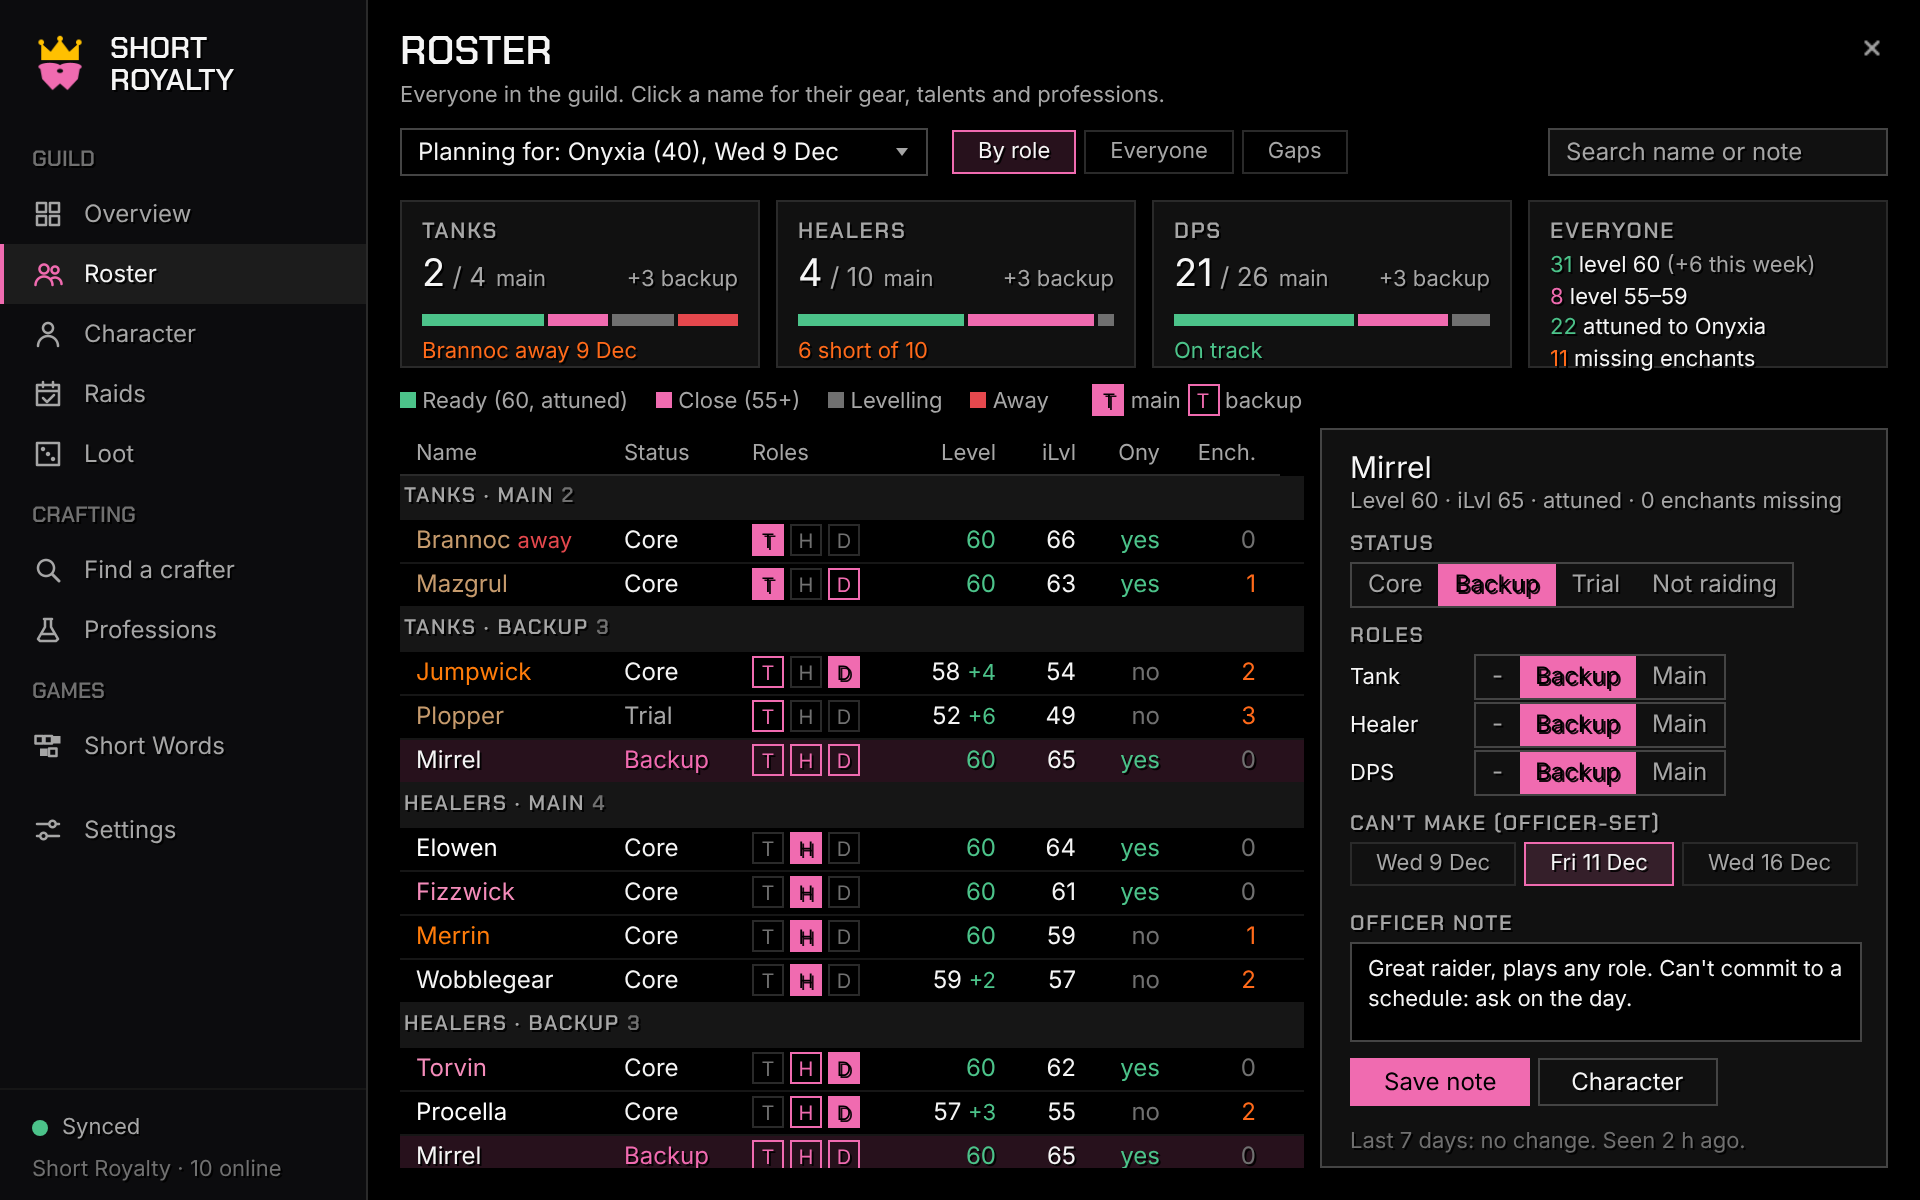 SHORT
ROYALTY
GUILD
Overview
Roster
Character
Raids
Loot
CRAFTING
Find a crafter
Professions
GAMES
Short Words
Settings
Synced
Short Royalty · 10 online
ROSTER
Everyone in the guild. Click a name for their gear, talents and professions.
Planning for: Onyxia (40), Wed 9 Dec
By role
Everyone
Gaps
Search name or note
TANKS
2 / 4 main +3 backup
Brannoc away 9 Dec
HEALERS
4 / 10 main +3 backup
6 short of 10
DPS
21 / 26 main +3 backup
On track
EVERYONE
31 level 60 (+6 this week)
8 level 55–59
22 attuned to Onyxia
11 missing enchants
Ready (60, attuned) Close (55+) Levelling Away T main T backup
Name Status Roles Level iLvl Ony Ench.
TANKS · MAIN 2
Brannoc away Core T H D 60 66 yes 0
Mazgrul Core T H D 60 63 yes 1
TANKS · BACKUP 3
Jumpwick Core T H D 58 +4 54 no 2
Plopper Trial T H D 52 +6 49 no 3
Mirrel Backup T H D 60 65 yes 0
HEALERS · MAIN 4
Elowen Core T H D 60 64 yes 0
Fizzwick Core T H D 60 61 yes 0
Merrin Core T H D 60 59 no 1
Wobblegear Core T H D 59 +2 57 no 2
HEALERS · BACKUP 3
Torvin Core T H D 60 62 yes 0
Procella Core T H D 57 +3 55 no 2
Mirrel Backup T H D 60 65 yes 0
Mirrel
Level 60 · iLvl 65 · attuned · 0 enchants missing
STATUS
Core Backup Trial Not raiding
ROLES
Tank - Backup Main
Healer - Backup Main
DPS - Backup Main
CAN'T MAKE (OFFICER-SET)
Wed 9 Dec Fri 11 Dec Wed 16 Dec
OFFICER NOTE
Great raider, plays any role. Can't commit to a
schedule: ask on the day.
Save note Character
Last 7 days: no change. Seen 2 h ago.